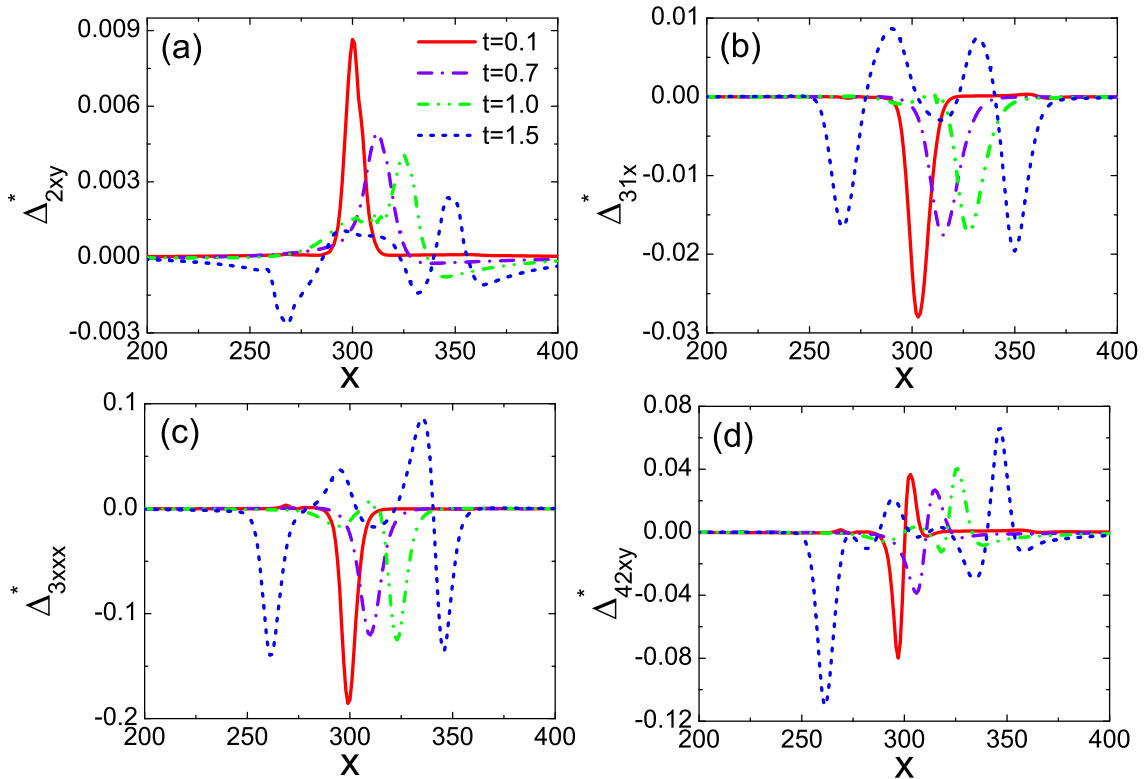 (a)
t=0.1
t=0.7
t=1.0
t=1.5
0.009
0.006
0.003
0.000
-0.003
200 250 300 350 400
X
Δ*2xy
(b)
0.01
0.00
-0.01
-0.02
-0.03
200 250 300 350 400
X
Δ*31x
(c)
0.1
0.0
-0.1
-0.2
200 250 300 350 400
X
Δ*3xxx
(d)
0.08
0.04
0.00
-0.04
-0.08
-0.12
200 250 300 350 400
X
Δ*42xy